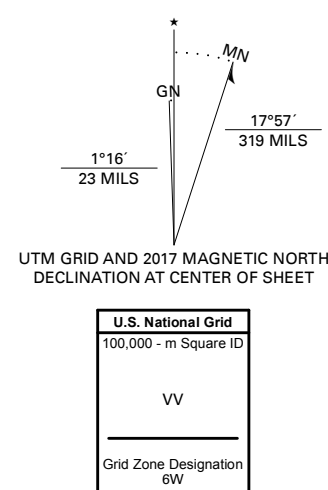 ★
MN
GN
17°57´
319 MILS
1°16´
23 MILS
UTM GRID AND 2017 MAGNETIC NORTH
DECLINATION AT CENTER OF SHEET
U.S. National Grid
100,000 - m Square ID
VV
Grid Zone Designation
6W